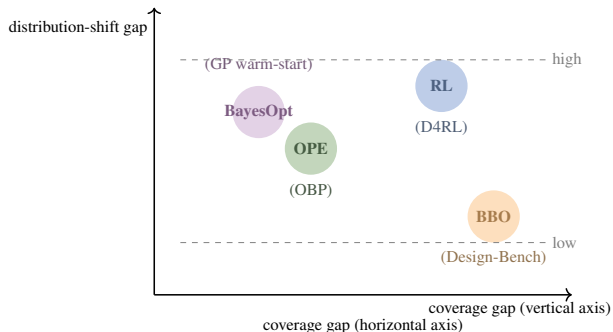 distribution-shift gap
(GP warm-start)
high
RL
BayesOpt
(D4RL)
OPE
(OBP)
BBO
low
(Design-Bench)
coverage gap (vertical axis)
coverage gap (horizontal axis)